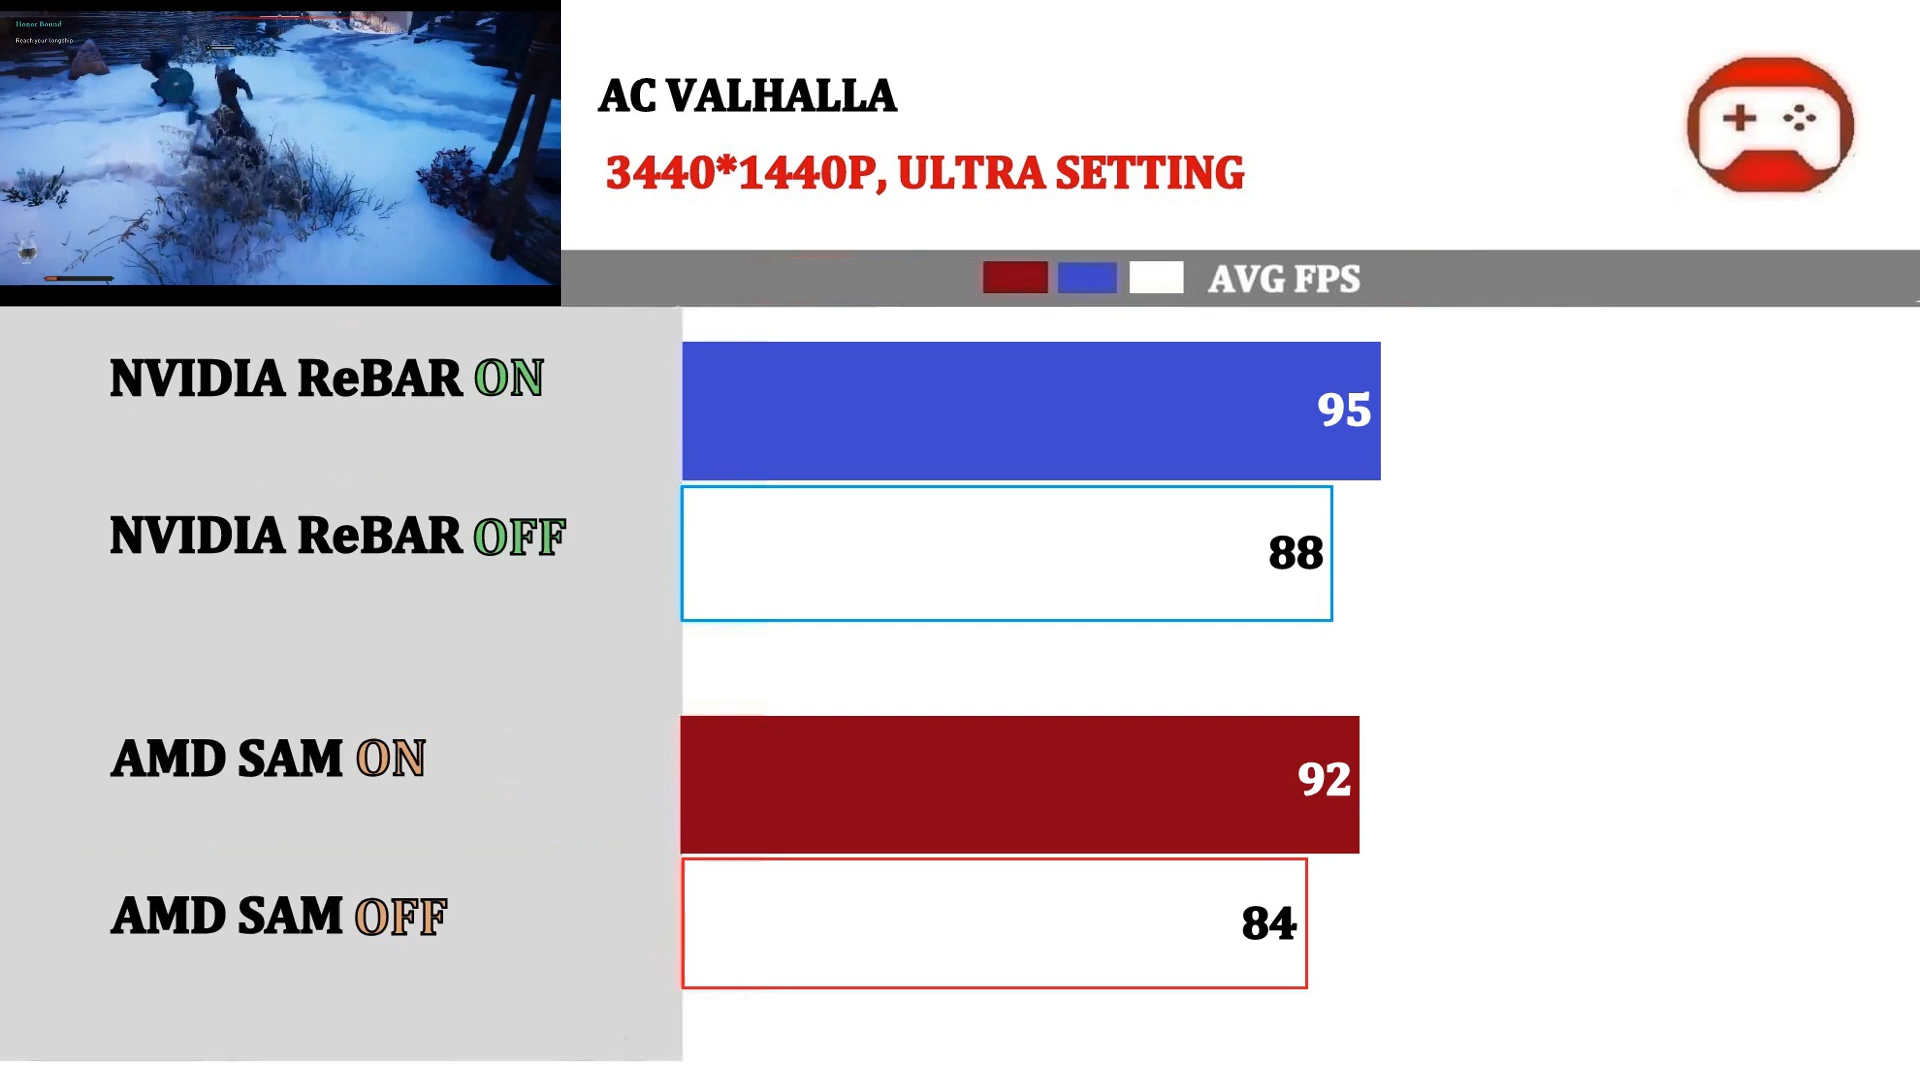 Honor Bound
Reach your longship
AC VALHALLA
3440*1440P, ULTRA SETTING
AVG FPS
NVIDIA ReBAR ON
95
NVIDIA ReBAR OFF
88
AMD SAM ON
92
AMD SAM OFF
84